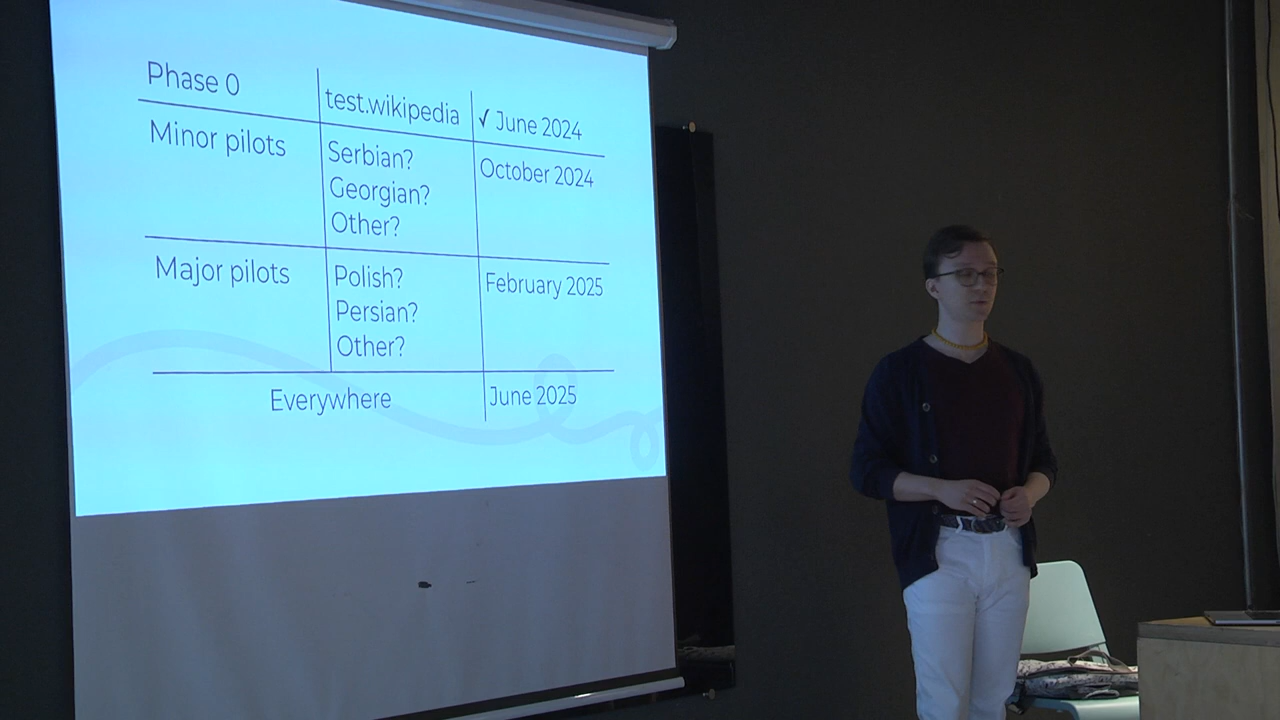 Phase 0
test.wikipedia
✓ June 2024
Minor pilots
Serbian?
Georgian?
Other?
October 2024
Major pilots
Polish?
Persian?
Other?
February 2025
Everywhere
June 2025